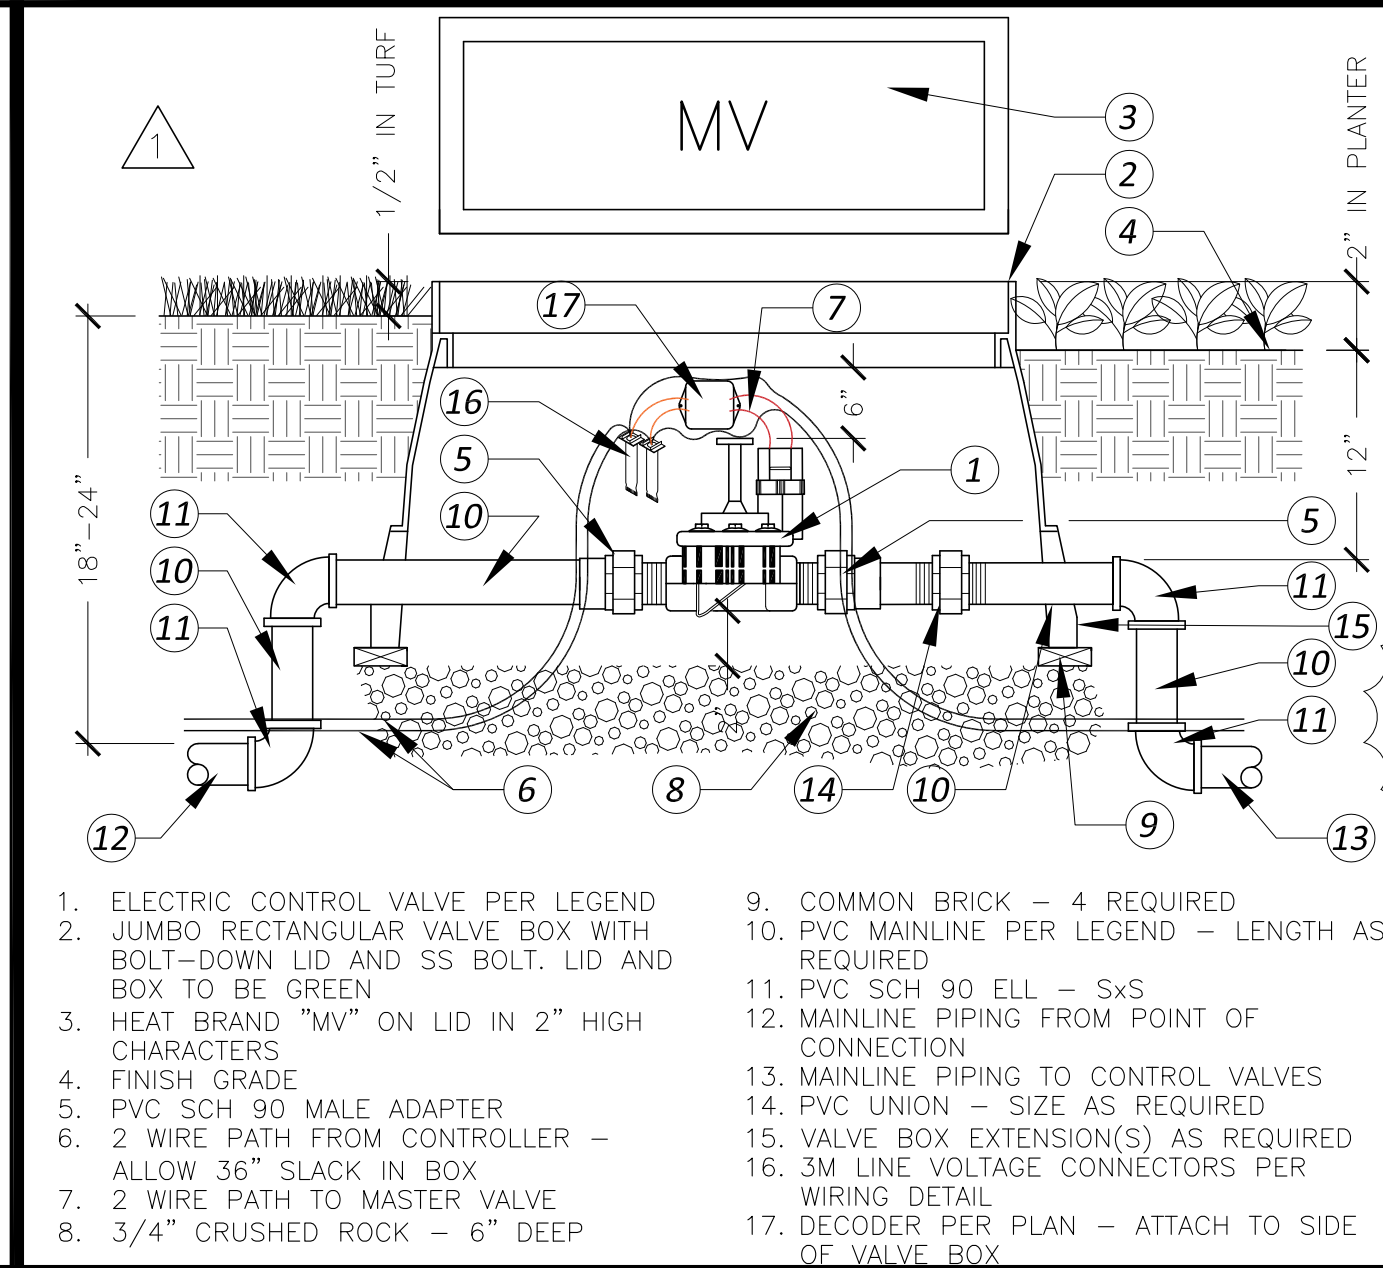 1/2" IN TURF
1
MV
3
2
4
2" IN PLANTER
17
7
16
6"
5
1
12"
11
10
5
18"-24"
10
11
11
15
10
2"
11
6
8
14
10
9
12
13
1. ELECTRIC CONTROL VALVE PER LEGEND
2. JUMBO RECTANGULAR VALVE BOX WITH
BOLT-DOWN LID AND SS BOLT. LID AND
BOX TO BE GREEN
3. HEAT BRAND "MV" ON LID IN 2" HIGH
CHARACTERS
4. FINISH GRADE
5. PVC SCH 90 MALE ADAPTER
6. 2 WIRE PATH FROM CONTROLLER -
ALLOW 36" SLACK IN BOX
7. 2 WIRE PATH TO MASTER VALVE
8. 3/4" CRUSHED ROCK - 6" DEEP
9. COMMON BRICK - 4 REQUIRED
10. PVC MAINLINE PER LEGEND - LENGTH AS
REQUIRED
11. PVC SCH 90 ELL - SxS
12. MAINLINE PIPING FROM POINT OF
CONNECTION
13. MAINLINE PIPING TO CONTROL VALVES
14. PVC UNION - SIZE AS REQUIRED
15. VALVE BOX EXTENSION(S) AS REQUIRED
16. 3M LINE VOLTAGE CONNECTORS PER
WIRING DETAIL
17. DECODER PER PLAN - ATTACH TO SIDE
OF VALVE BOX